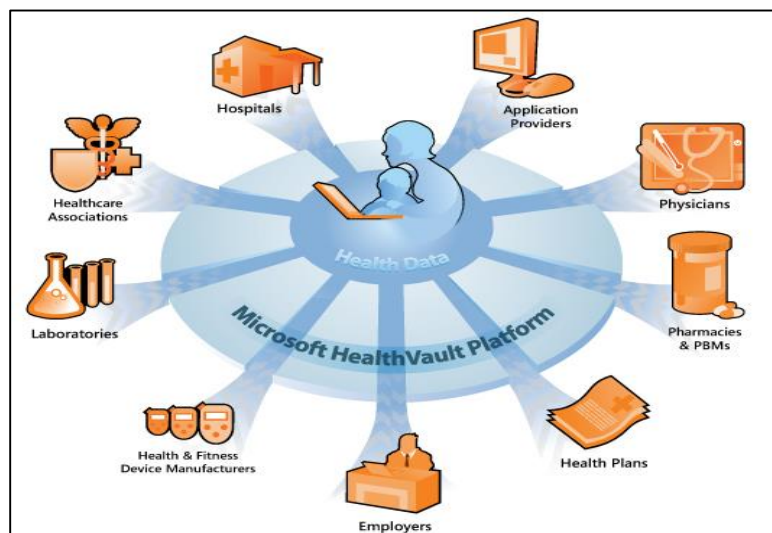 Hospitals
Application
Providers
Healthcare
Associations
Physicians
Health Data
Laboratories
Microsoft HealthVault Platform
Pharmacies
& PBMs
Health & Fitness
Device Manufacturers
Health Plans
Employers